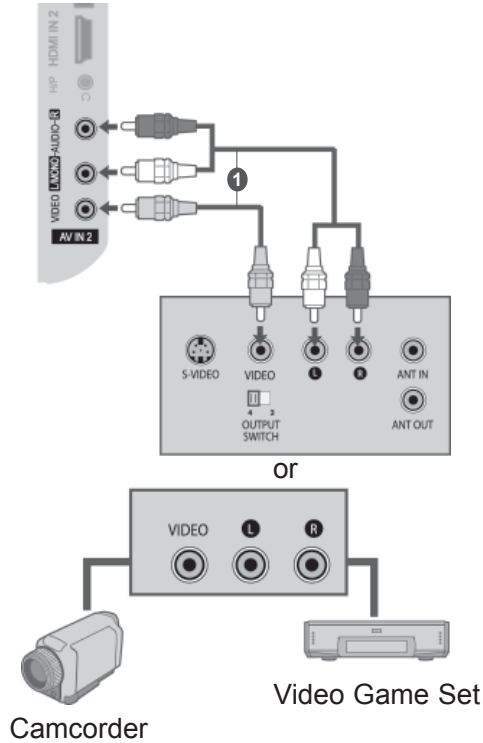 HDMI IN 2
H/P
VIDEO L/MONO-AUDIO-R
AV IN 2
1
S-VIDEO
VIDEO
L
R
ANT IN
4 3
OUTPUT
SWITCH
ANT OUT
or
VIDEO
L
R
Video Game Set
Camcorder